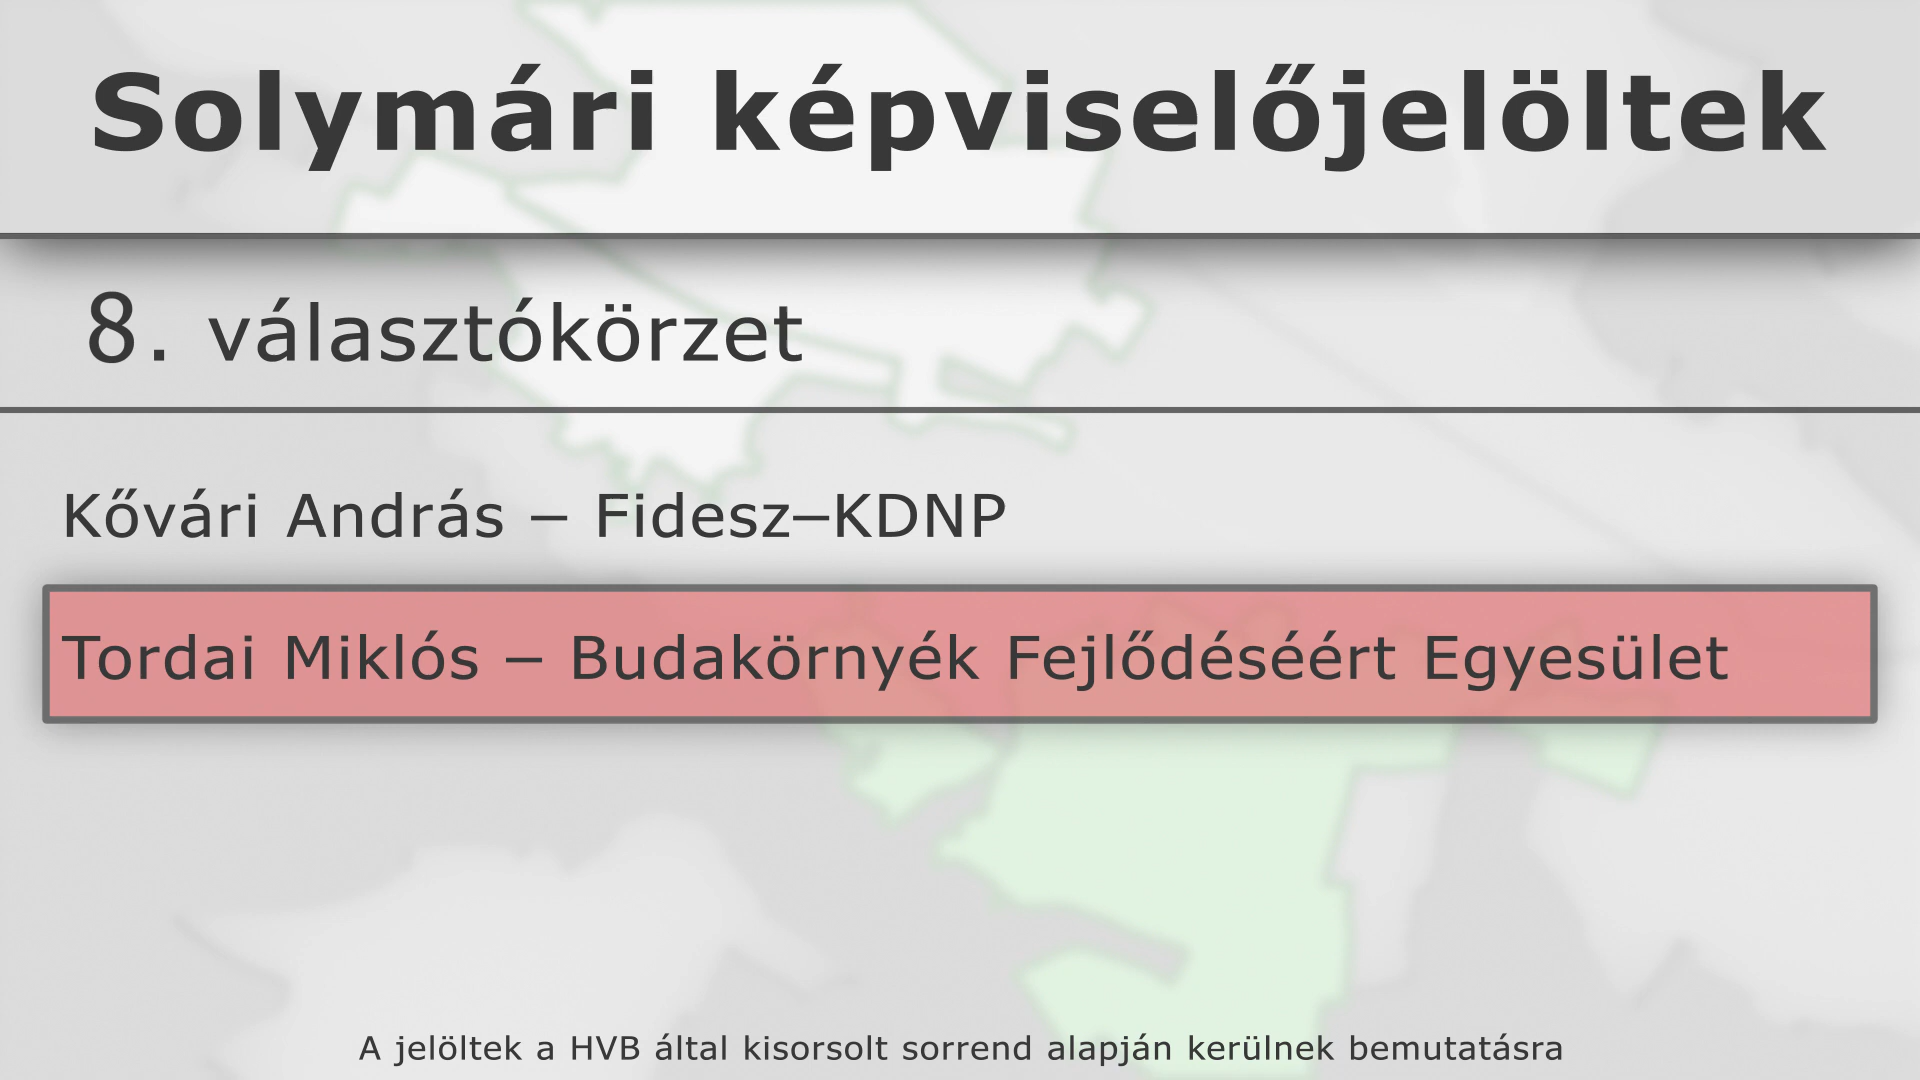 Solymári képviselőjelöltek
8. választókörzet
Kővári András – Fidesz–KDNP
Tordai Miklós – Budakörnyék Fejlődéséért Egyesület
A jelöltek a HVB által kisorsolt sorrend alapján kerülnek bemutatásra